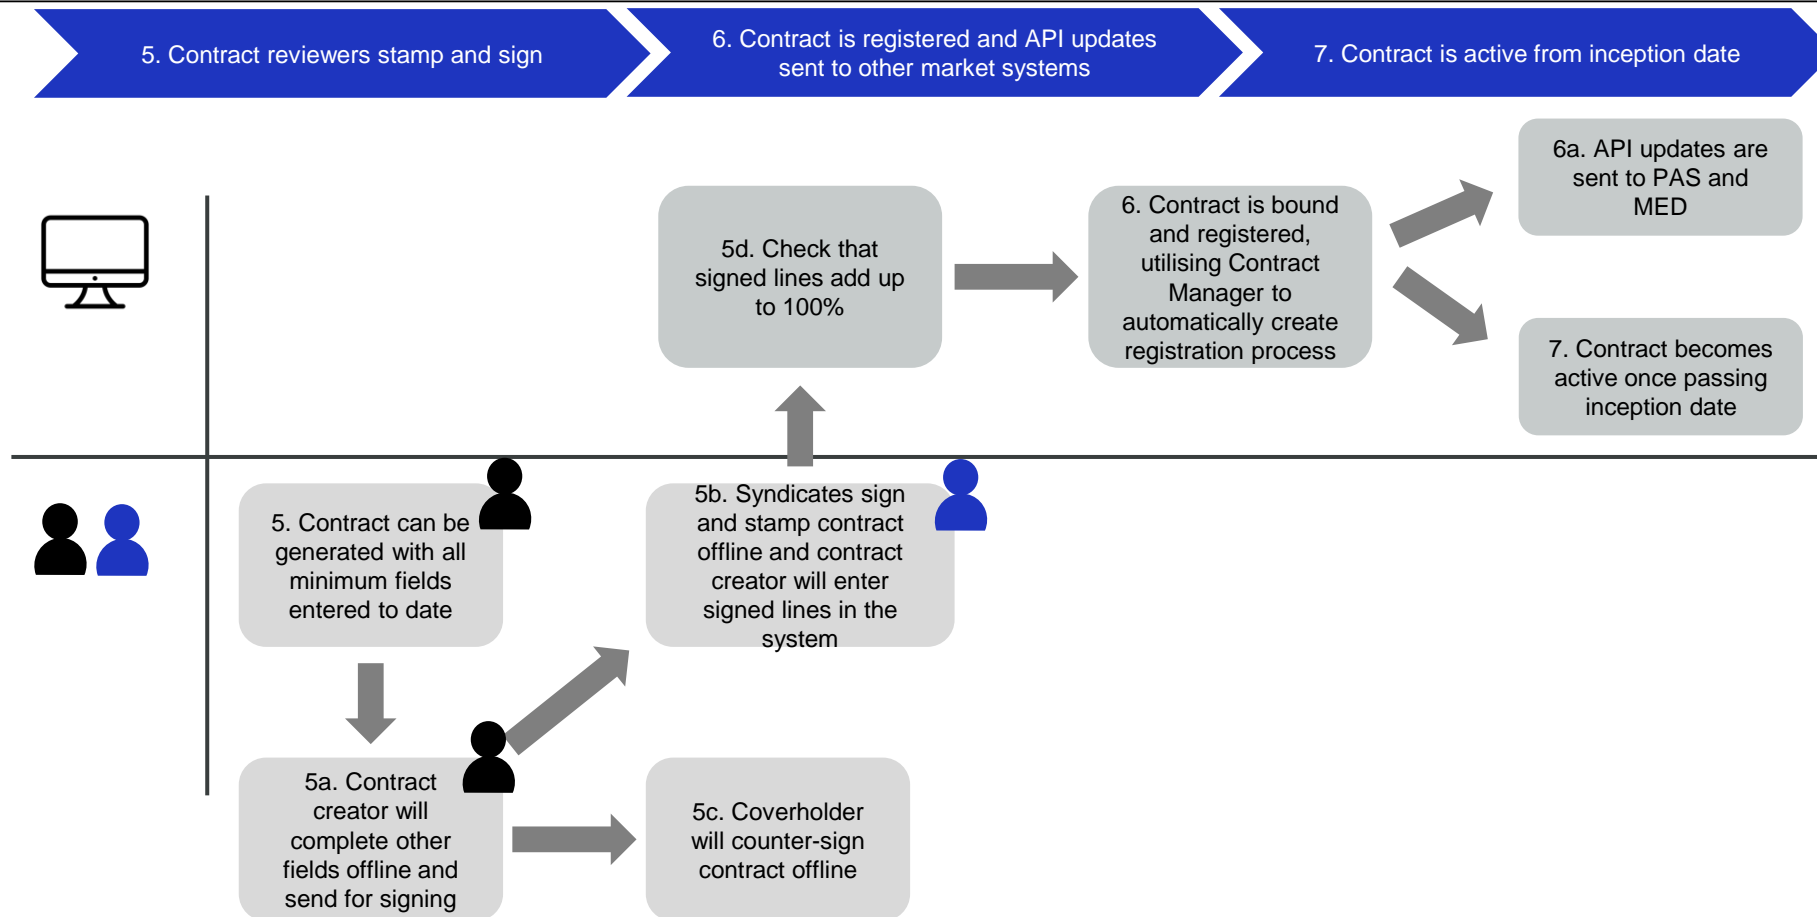 5. Contract reviewers stamp and sign
6. Contract is registered and API updates
sent to other market systems
7. Contract is active from inception date
6a. API updates are
sent to PAS and
MED
5d. Check that
signed lines add up
to 100%
6. Contract is bound
and registered,
utilising Contract
Manager to
automatically create
registration process
7. Contract becomes
active once passing
inception date
5. Contract can be
generated with all
minimum fields
entered to date
5b. Syndicates sign
and stamp contract
offline and contract
creator will enter
signed lines in the
system
5a. Contract
creator will
complete other
fields offline and
send for signing
5c. Coverholder
will counter-sign
contract offline